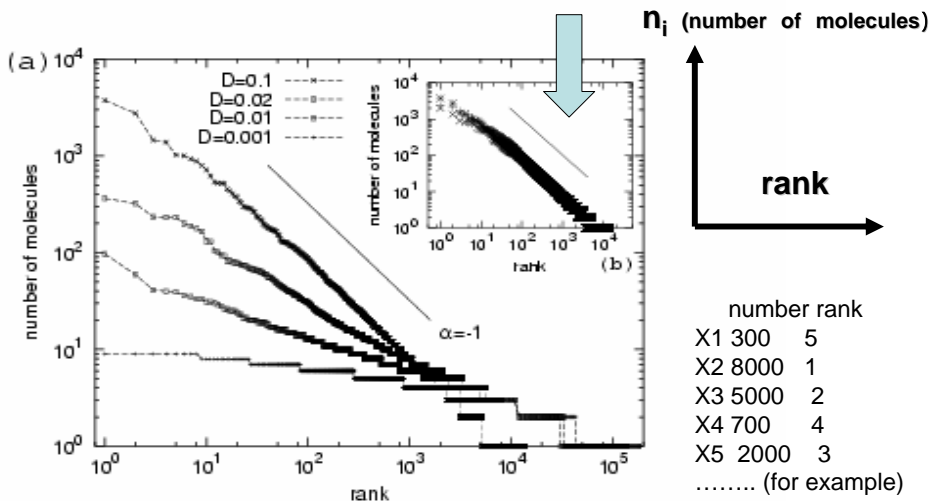 (a)
10^4
10^3
10^2
10^1
10^0
number of molecules
D=0.1
D=0.02
D=0.01
D=0.001
α=-1
10^0 10^1 10^2 10^3 10^4 10^5
rank
10^4
10^3
10^2
10^1
10^0
number of molecules
10^0 10^1 10^2 10^3 10^4
rank
(b)
n_i (number of molecules)
rank
number rank
X1 300 5
X2 8000 1
X3 5000 2
X4 700 4
X5 2000 3
…….. (for example)